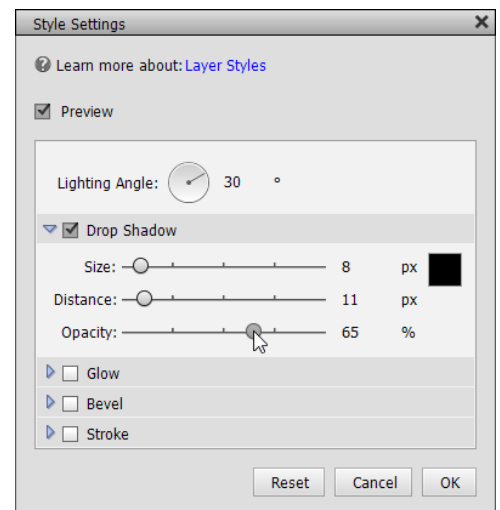 Style Settings
Learn more about: Layer Styles
Preview
Lighting Angle: 30 °
Drop Shadow
Size: 8 px
Distance: 11 px
Opacity: 65 %
Glow
Bevel
Stroke
Reset Cancel OK